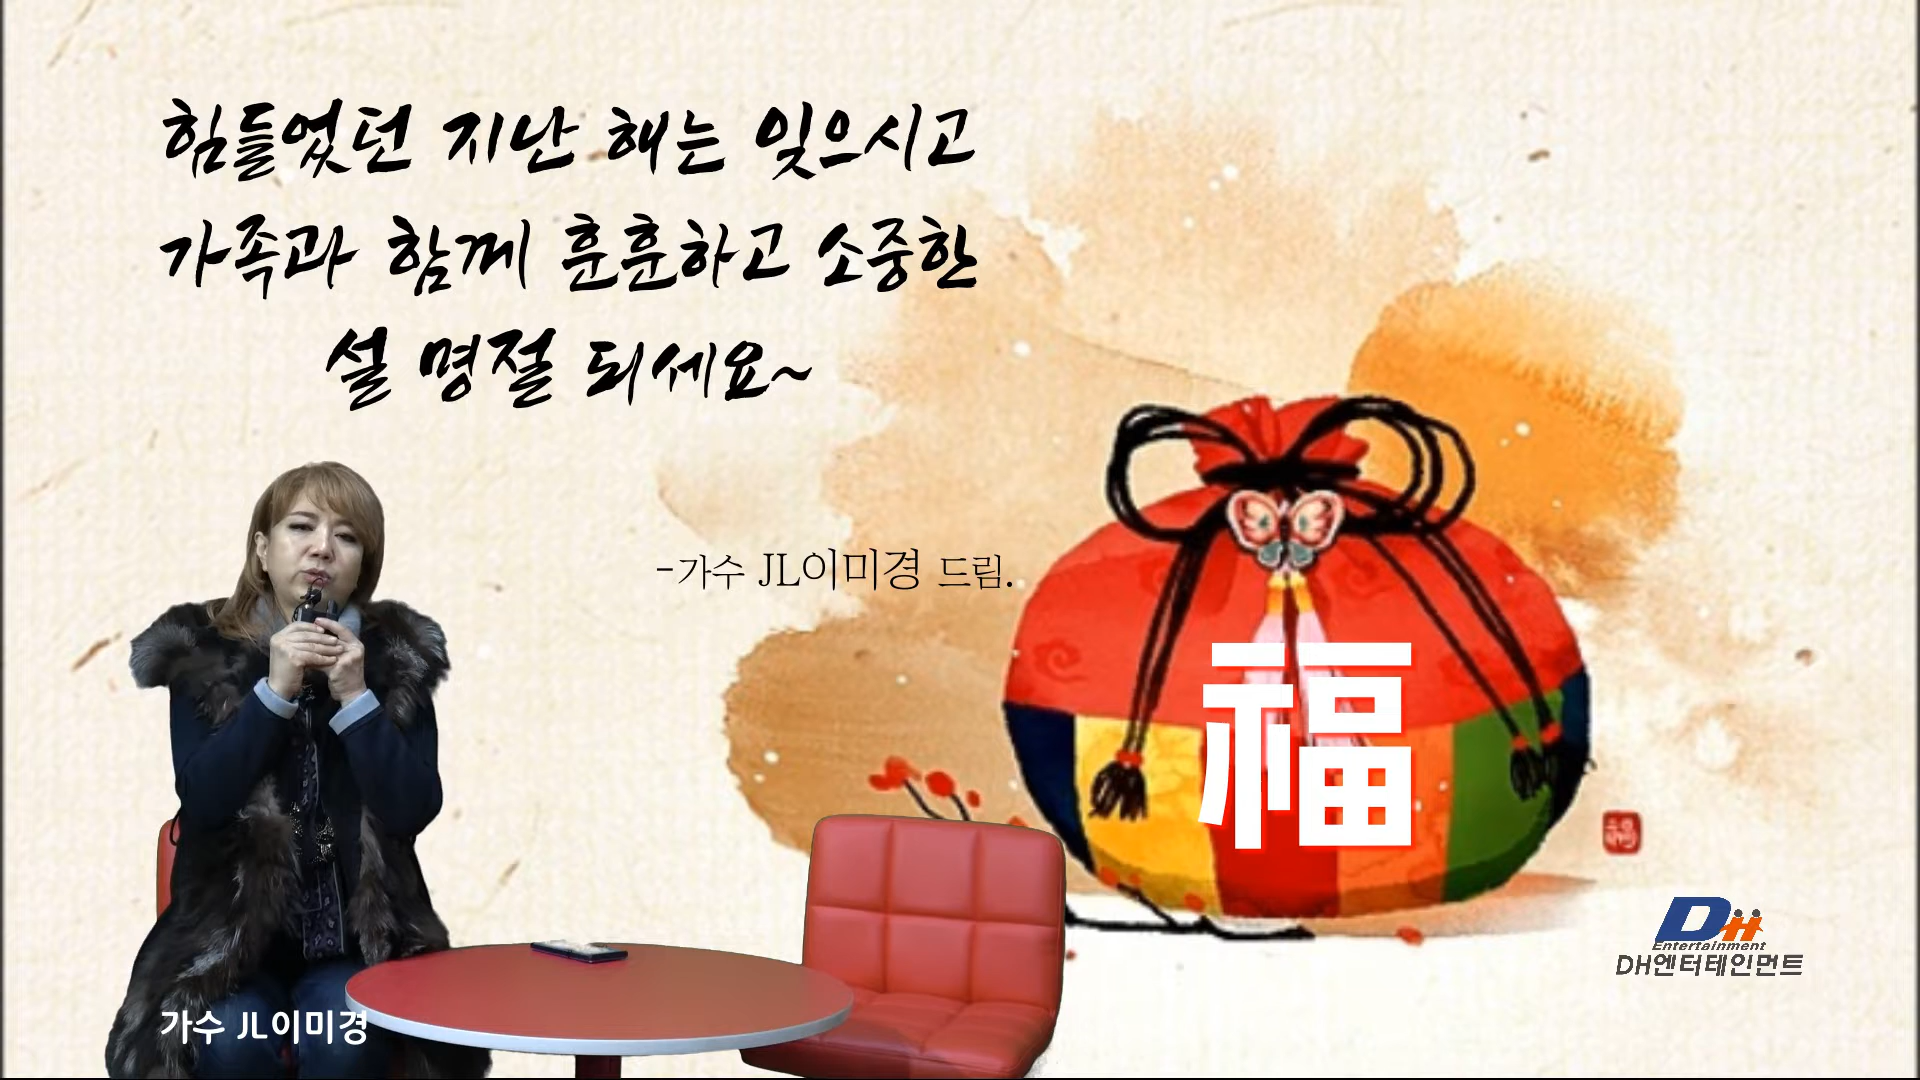 힘들었던 지난 해는 잊으시고
가족과 함께 훈훈하고 소중한
설 명절 되세요~
-가수 JL이미경 드림.
福
福
DH
Entertainment
DH엔터테인먼트
가수 JL이미경